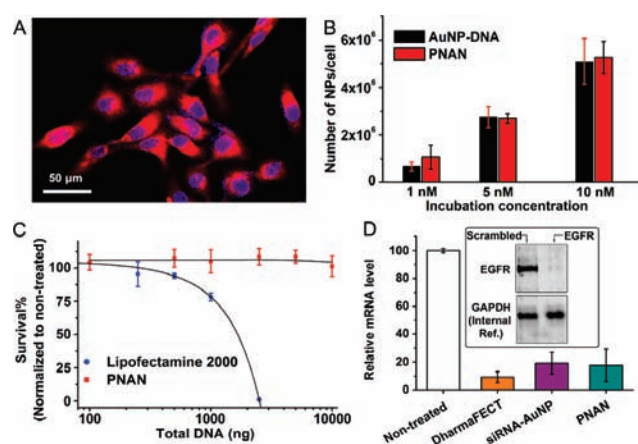 A
50 µm
B
Number of NPs/cell
6x10⁶
4x10⁶
2x10⁶
0
AuNP-DNA
PNAN
1 nM
5 nM
10 nM
Incubation concentration
C
Survival%
(Normalized to non-treated)
125
100
75
50
25
0
Lipofectamine 2000
PNAN
100
1000
10000
Total DNA (ng)
D
Relative mRNA level
100
80
60
40
20
0
Scrambled
EGFR
EGFR
GAPDH
(Internal
Ref.)
Non-treated
DharmaFECT
siRNA-AuNP
PNAN